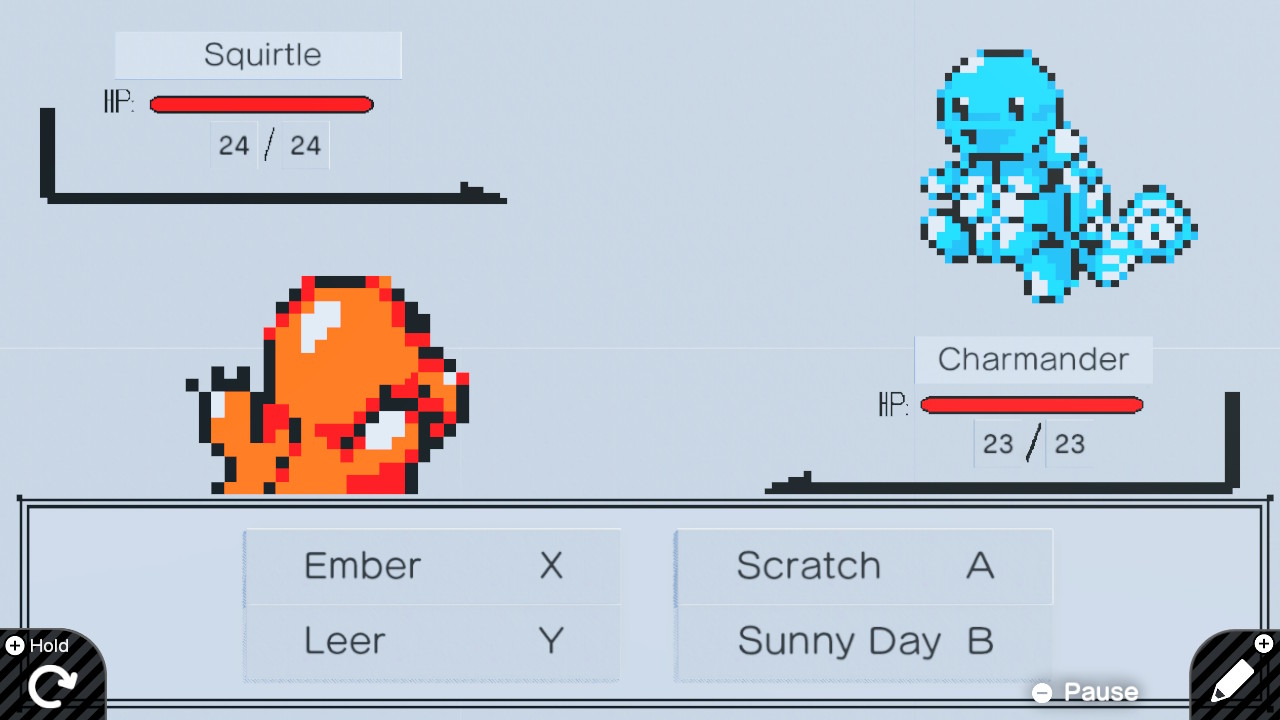 Squirtle
HP:
24 / 24
Charmander
HP:
23 / 23
Ember X
Scratch A
Leer Y
Sunny Day B
Hold
Pause